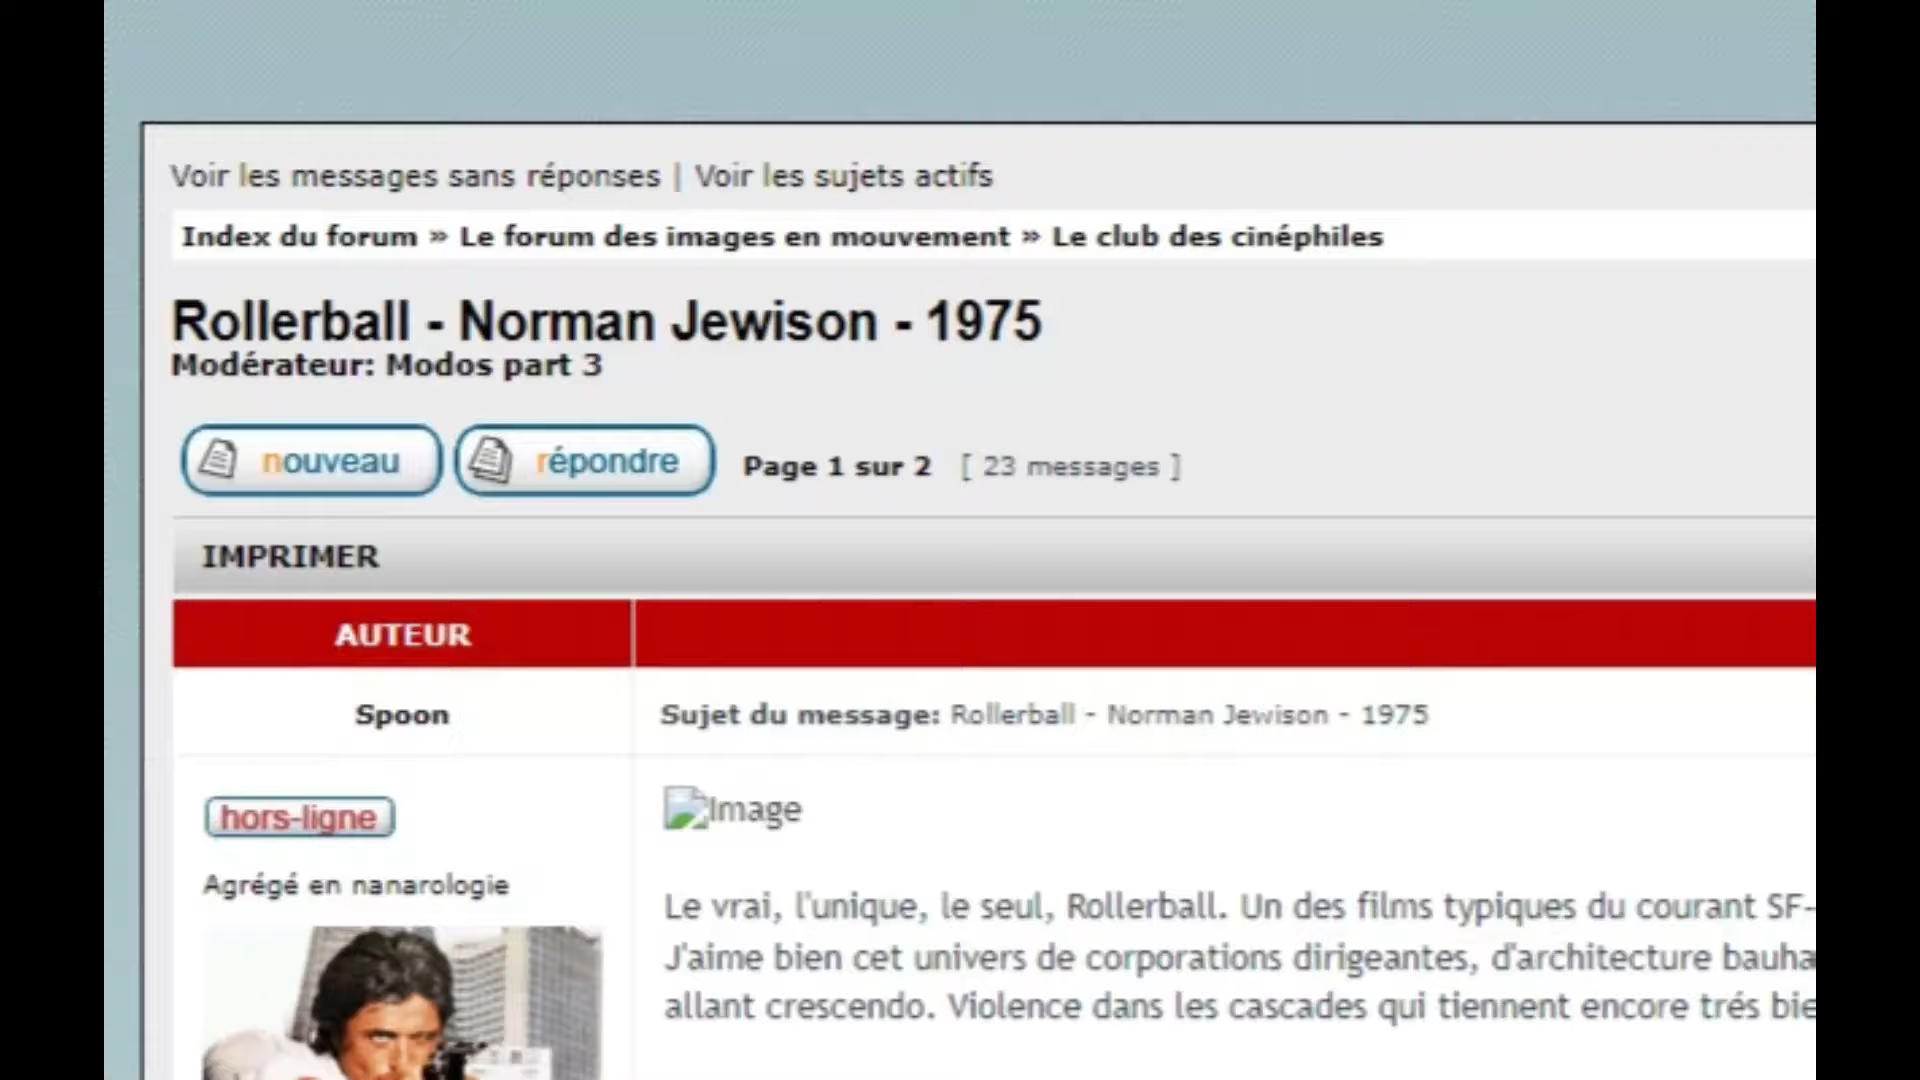 Voir les messages sans réponses | Voir les sujets actifs
Index du forum » Le forum des images en mouvement » Le club des cinéphiles
Rollerball - Norman Jewison - 1975
Modérateur: Modos part 3
nouveau répondre Page 1 sur 2 [ 23 messages ]
IMPRIMER
AUTEUR
Spoon Sujet du message: Rollerball - Norman Jewison - 1975
hors-ligne Image
Agrégé en nanarologie
Le vrai, l'unique, le seul, Rollerball. Un des films typiques du courant SF-
J'aime bien cet univers de corporations dirigeantes, d'architecture bauha
allant crescendo. Violence dans les cascades qui tiennent encore trés bie